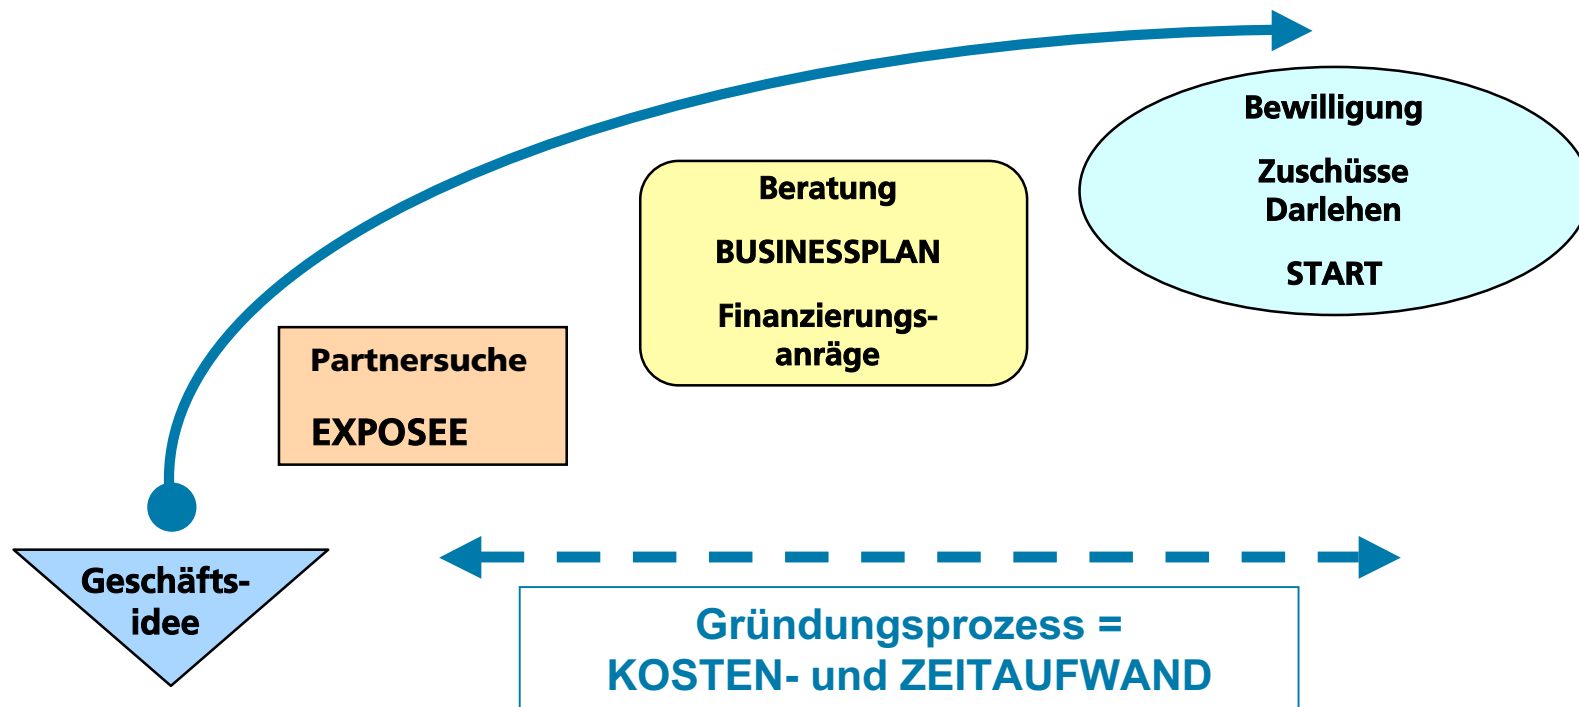 Bewilligung
Zuschüsse
Darlehen
START
Beratung
BUSINESSPLAN
Finanzierungs-
anräge
Partnersuche
EXPOSEE
Geschäfts-
idee
Gründungsprozess =
KOSTEN- und ZEITAUFWAND